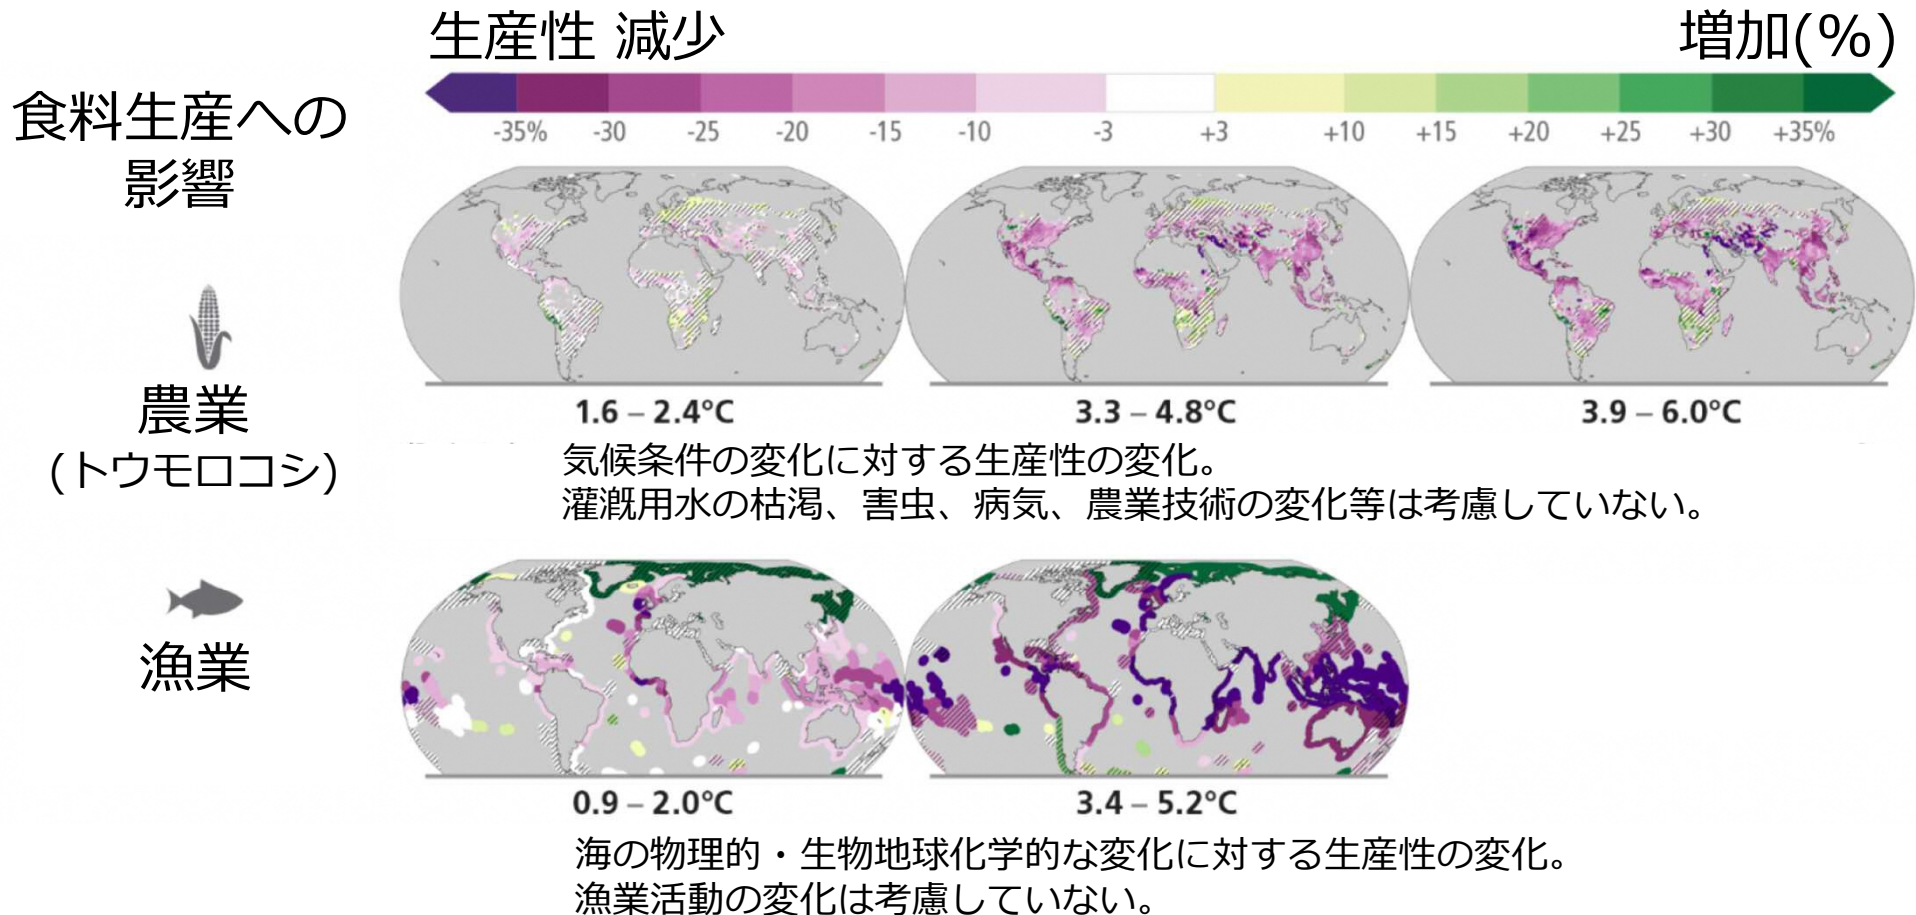 生産性 減少
増加(%)
食料生産への
影響
-35% -30 -25 -20 -15 -10 -3 +3 +10 +15 +20 +25 +30 +35%
農業
(トウモロコシ)
1.6 – 2.4°C
3.3 – 4.8°C
3.9 – 6.0°C
気候条件の変化に対する生産性の変化。
灌漑用水の枯渇、害虫、病気、農業技術の変化等は考慮していない。
漁業
0.9 – 2.0°C
3.4 – 5.2°C
海の物理的・生物地球化学的な変化に対する生産性の変化。
漁業活動の変化は考慮していない。